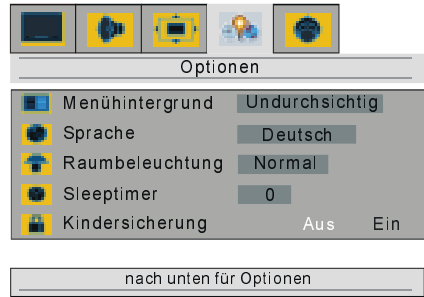 Optionen
Menühintergrund Undurchsichtig
Sprache Deutsch
Raumbeleuchtung Normal
Sleeptimer 0
Kindersicherung Aus Ein
nach unten für Optionen